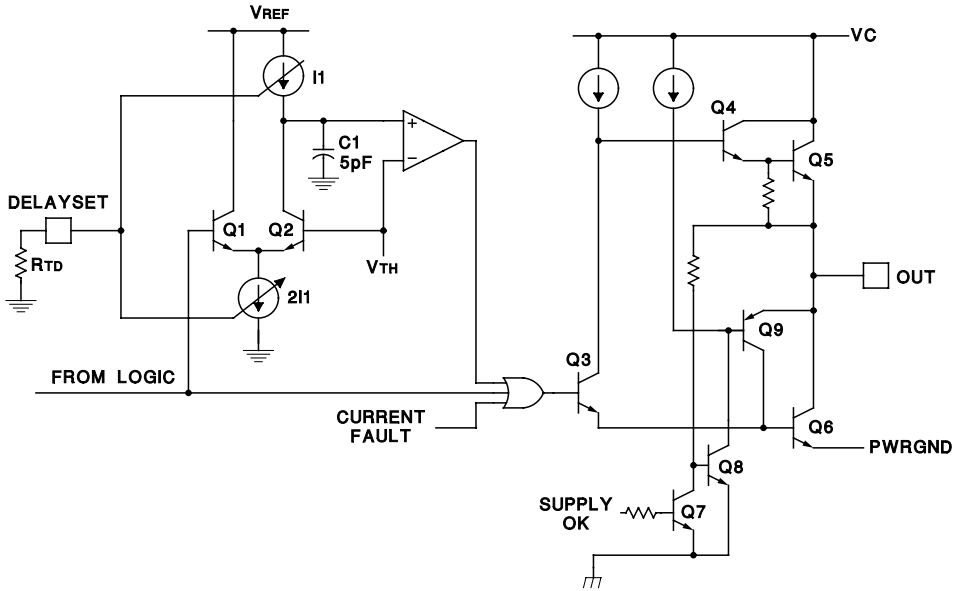 VREF
VC
I1
Q4
+
C1
5pF
−
Q5
DELAYSET
Q1
Q2
RTD
VTH
2I1
OUT
Q9
Q3
FROM LOGIC
CURRENT
FAULT
Q6
PWRGND
Q8
SUPPLY
OK
Q7